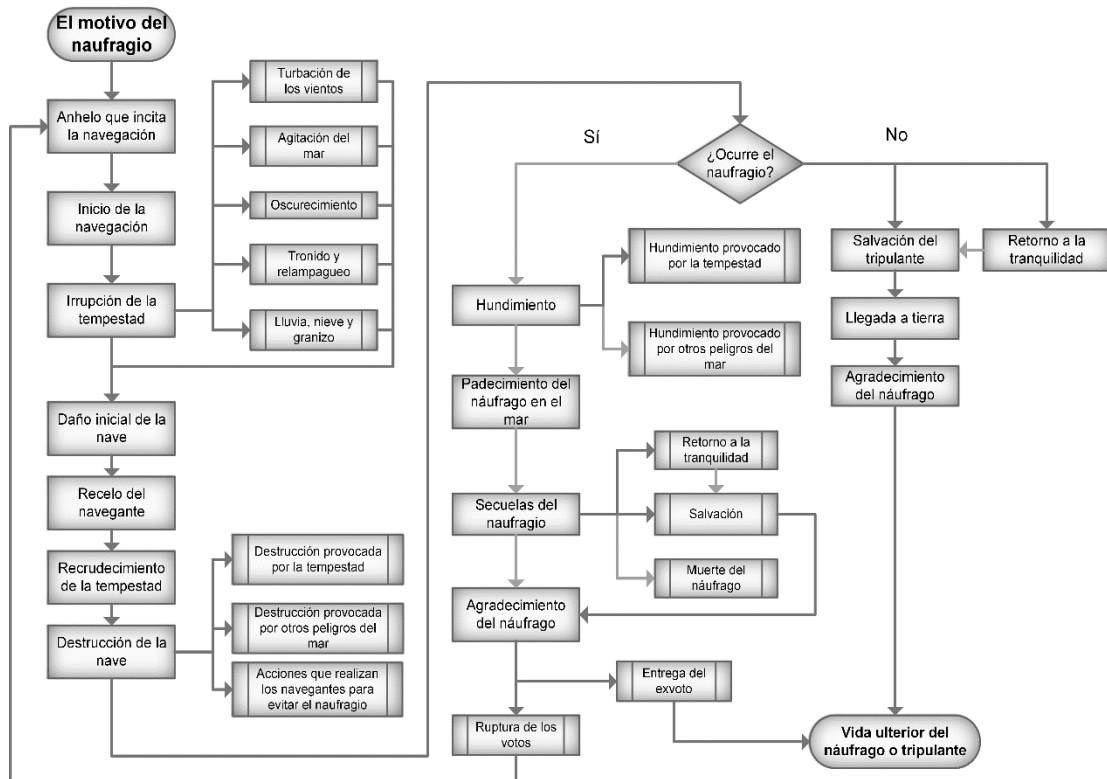 El motivo del
naufragio
Anhelo que incita
la navegación
Inicio de la
navegación
Irrupción de la
tempestad
Turbación de
los vientos
Agitación del
mar
Oscurecimiento
Tronido y
relampagueo
Lluvia, nieve y
granizo
Daño inicial de la
nave
Recelo del
navegante
Recrudecimiento
de la tempestad
Destrucción de la
nave
Destrucción provocada
por la tempestad
Destrucción provocada
por otros peligros del
mar
Acciones que realizan
los navegantes para
evitar el naufragio
¿Ocurre el
naufragio?
Sí
No
Hundimiento
Hundimiento provocado
por la tempestad
Hundimiento provocado
por otros peligros del
mar
Padecimiento del
náufrago en el
mar
Secuelas del
naufragio
Retorno a la
tranquilidad
Salvación
Muerte del
náufrago
Agradecimiento
del náufrago
Entrega del
exvoto
Ruptura de los
votos
Salvación del
tripulante
Retorno a la
tranquilidad
Llegada a tierra
Agradecimiento
del náufrago
Vida ulterior del
náufrago o tripulante